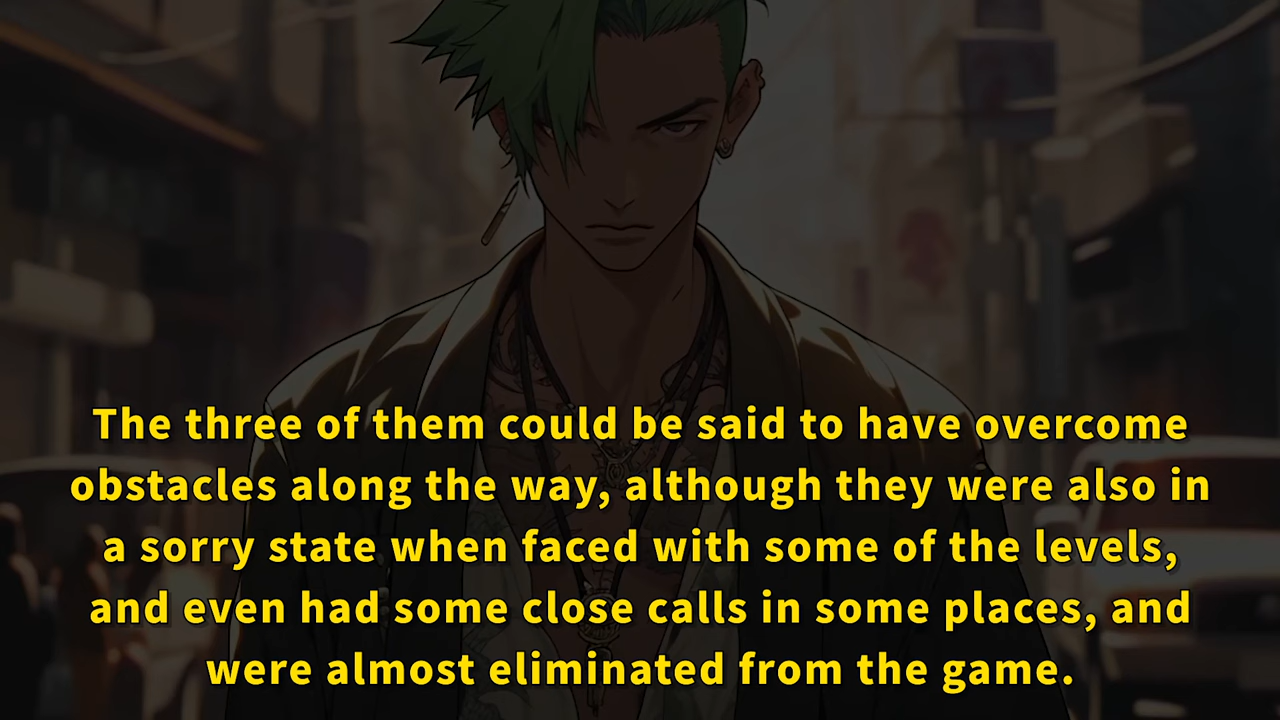 The three of them could be said to have overcome
obstacles along the way, although they were also in
a sorry state when faced with some of the levels,
and even had some close calls in some places, and
were almost eliminated from the game.